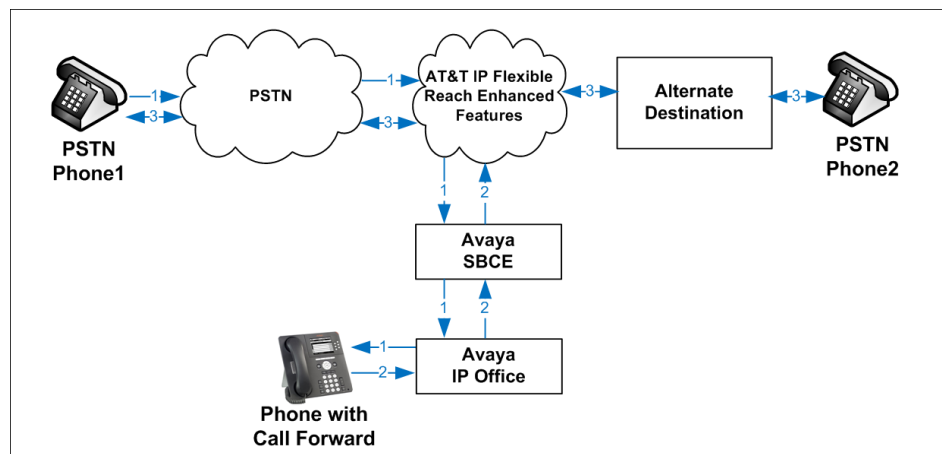 PSTN
Phone1
1
3
PSTN
1
3
AT&T IP Flexible
Reach Enhanced
Features
3
Alternate
Destination
3
PSTN
Phone2
1
2
Avaya
SBCE
1
2
1
2
Avaya
IP Office
Phone with
Call Forward